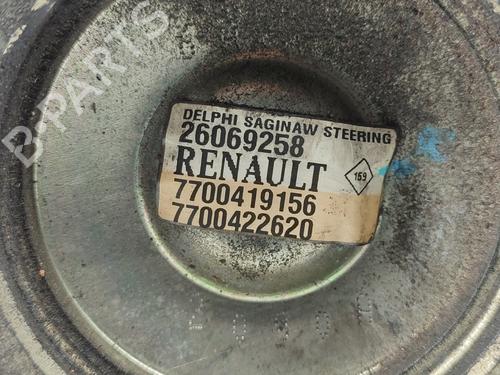 B-PARTS
DELPHI SAGINAW STEERING
26069258
RENAULT
159
7700419156
7700422620